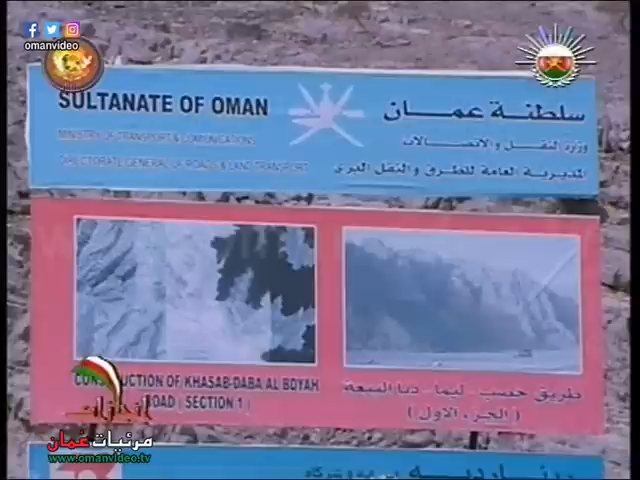 omanvideo
SULTANATE OF OMAN
سلطنة عمان
MINISTRY OF TRANSPORT & COMUNICATIONS
وزارة النقل والاتصالات
DIRECTORATE GENERAL OF ROADS & LAND TRANSPORT
المديرية العامة للطرق والنقل البري
CONSTRUCTION OF KHASAB-DABA AL BDYAH
ROAD ( SECTION 1 )
طريق خصب - ليما - دبا البيعة
( الجزء الاول )
مرئيات عمان
www.omanvideo.tv